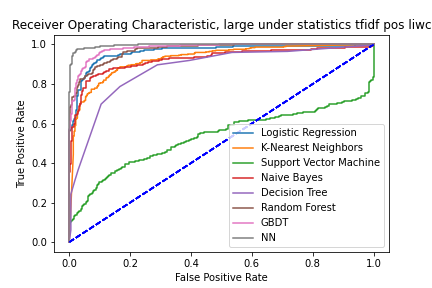 Receiver Operating Characteristic, large under statistics tfidf pos liwc
1.0
0.8
0.6
0.4
0.2
0.0
True Positive Rate
Logistic Regression
K-Nearest Neighbors
Support Vector Machine
Naive Bayes
Decision Tree
Random Forest
GBDT
NN
0.0 0.2 0.4 0.6 0.8 1.0
False Positive Rate